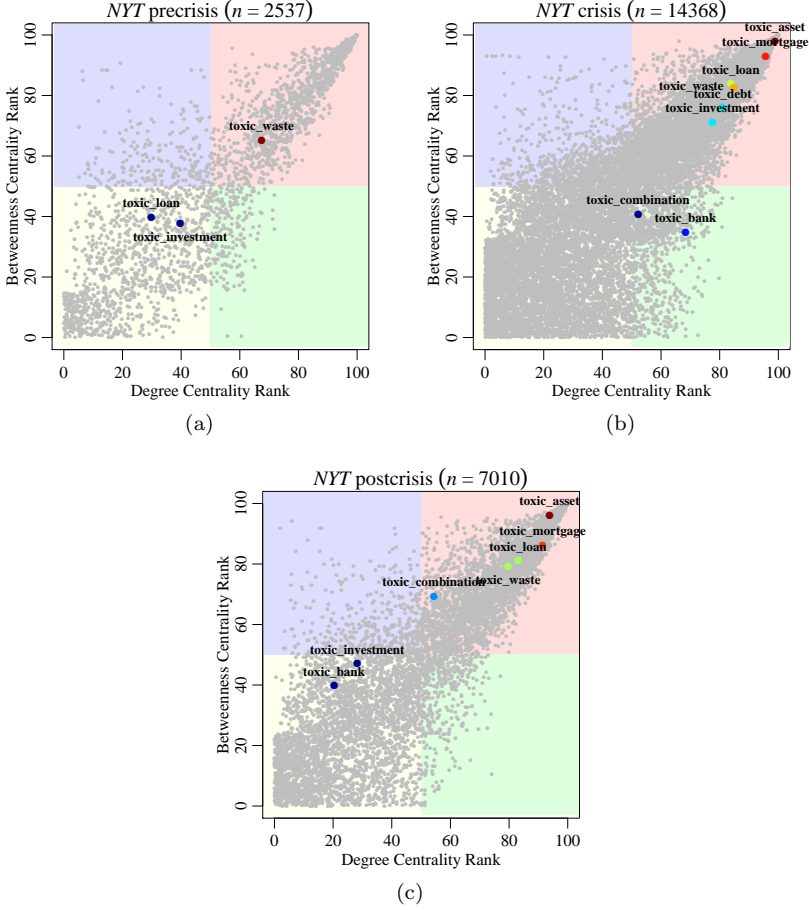 NYT precrisis (n = 2537)
Betweenness Centrality Rank
100
80
60
40
20
0
toxic_waste
toxic_loan
toxic_investment
0 20 40 60 80 100
Degree Centrality Rank
(a)
NYT crisis (n = 14368)
Betweenness Centrality Rank
100
80
60
40
20
0
toxic_asset
toxic_mortgage
toxic_loan
toxic_waste
toxic_debt
toxic_investment
toxic_combination
toxic_bank
0 20 40 60 80 100
Degree Centrality Rank
(b)
NYT postcrisis (n = 7010)
Betweenness Centrality Rank
100
80
60
40
20
0
toxic_asset
toxic_mortgage
toxic_loan
toxic_combination
toxic_waste
toxic_investment
toxic_bank
0 20 40 60 80 100
Degree Centrality Rank
(c)